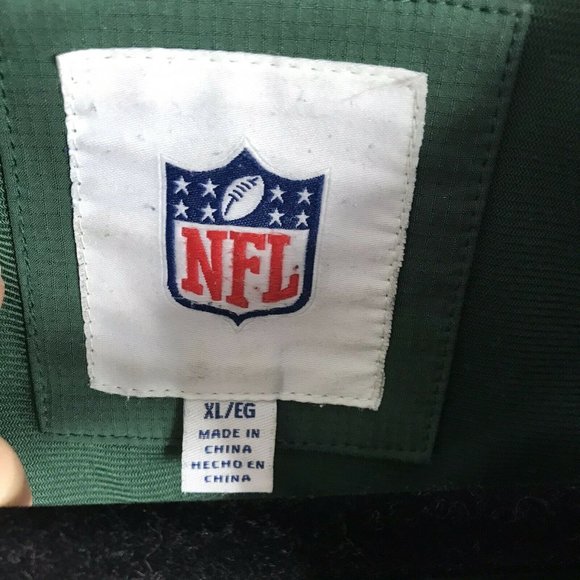 NFL
XL/EG
MADE IN
CHINA
HECHO EN
CHINA